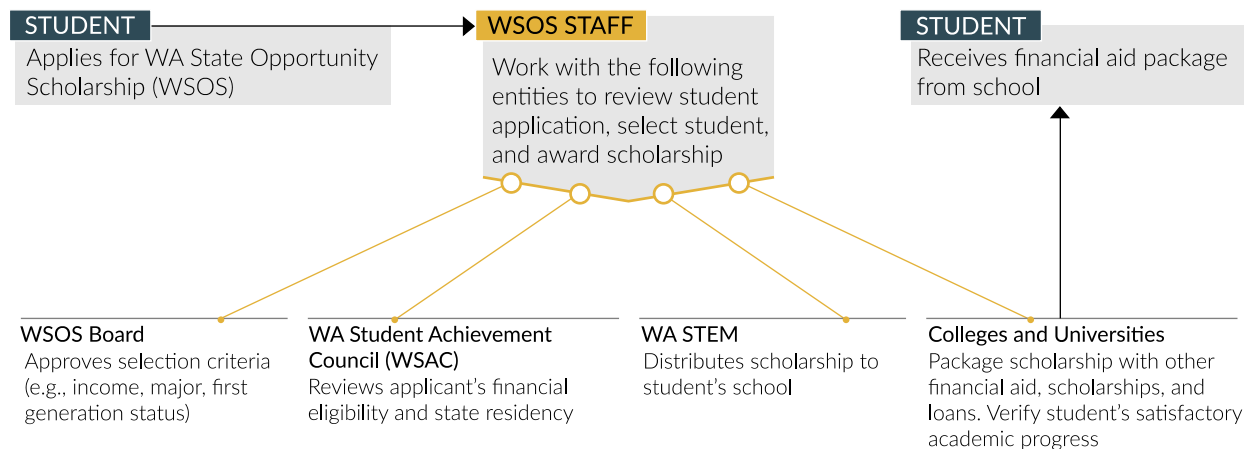 STUDENT
Applies for WA State Opportunity
Scholarship (WSOS)
WSOS STAFF
Work with the following
entities to review student
application, select student,
and award scholarship
STUDENT
Receives financial aid package
from school
WSOS Board
Approves selection criteria
(e.g., income, major, first
generation status)
WA Student Achievement
Council (WSAC)
Reviews applicant’s financial
eligibility and state residency
WA STEM
Distributes scholarship to
student’s school
Colleges and Universities
Package scholarship with other
financial aid, scholarships, and
loans. Verify student’s satisfactory
academic progress